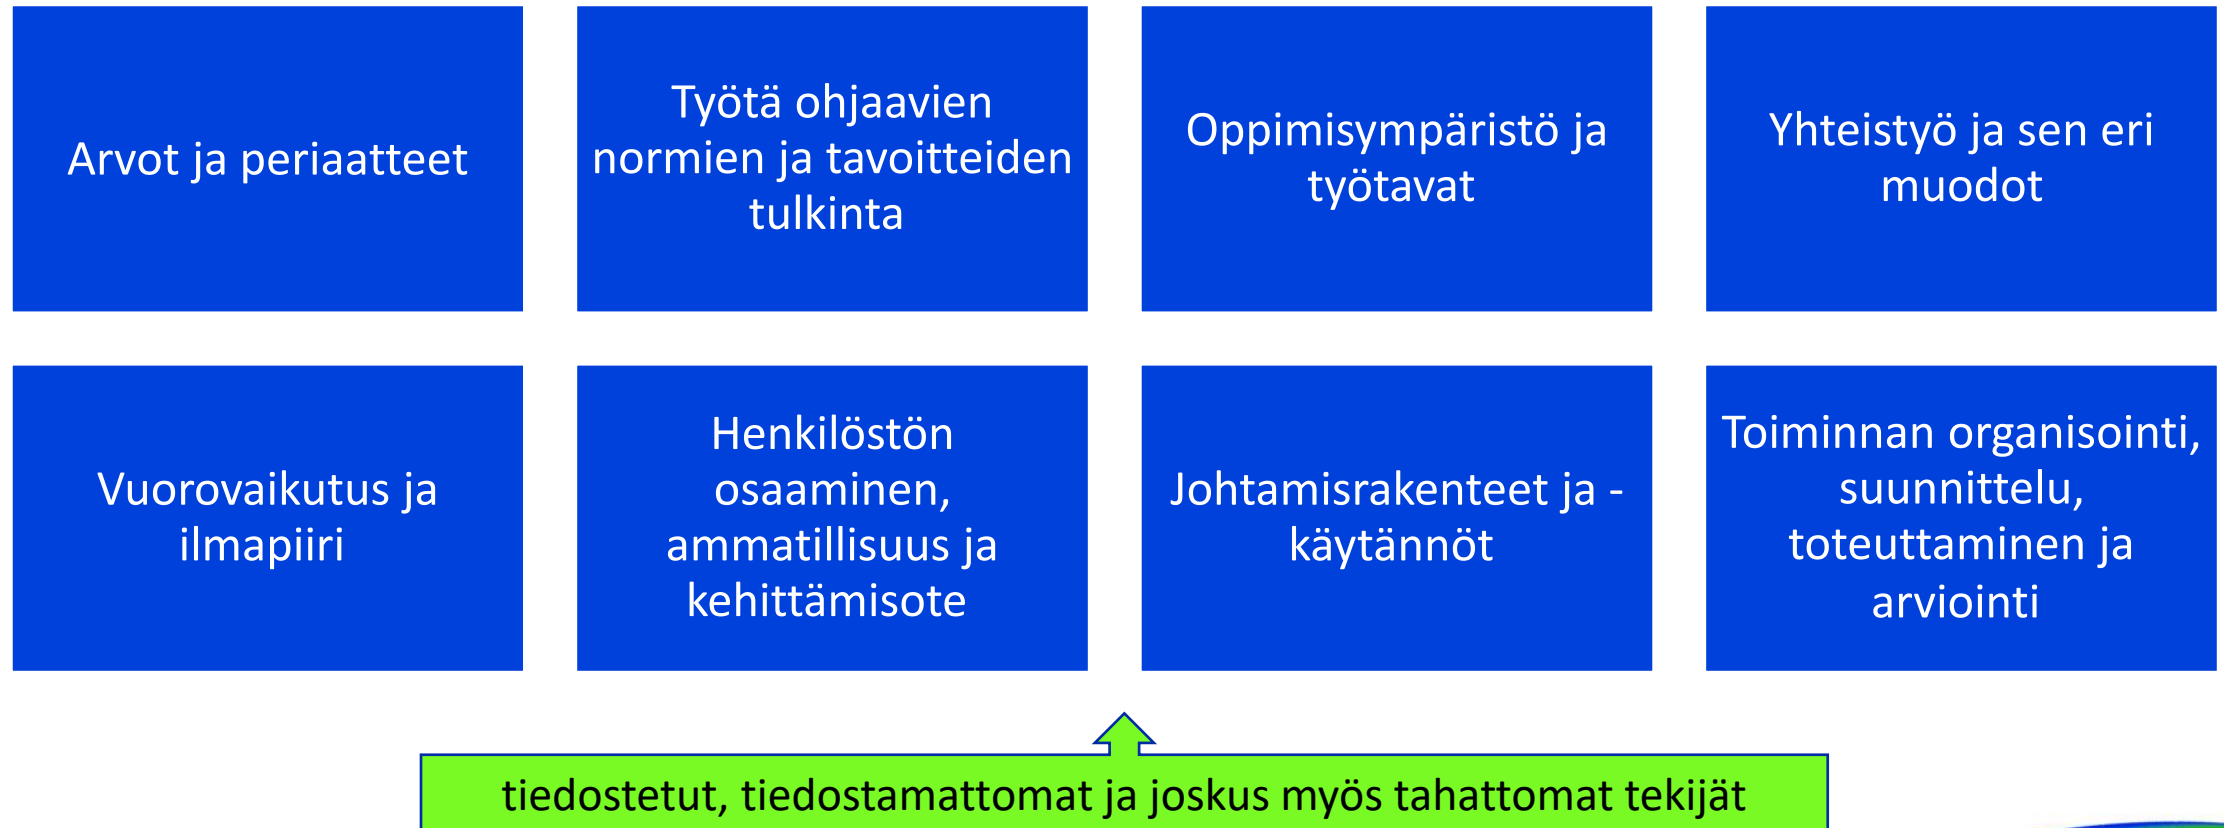 Arvot ja periaatteet
Työtä ohjaavien
normien ja tavoitteiden
tulkinta
Oppimisympäristö ja
työtavat
Yhteistyö ja sen eri
muodot
Vuorovaikutus ja
ilmapiiri
Henkilöstön
osaaminen,
ammatillisuus ja
kehittämisote
Johtamisrakenteet ja -
käytännöt
Toiminnan organisointi,
suunnittelu,
toteuttaminen ja
arviointi
tiedostetut, tiedostamattomat ja joskus myös tahattomat tekijät